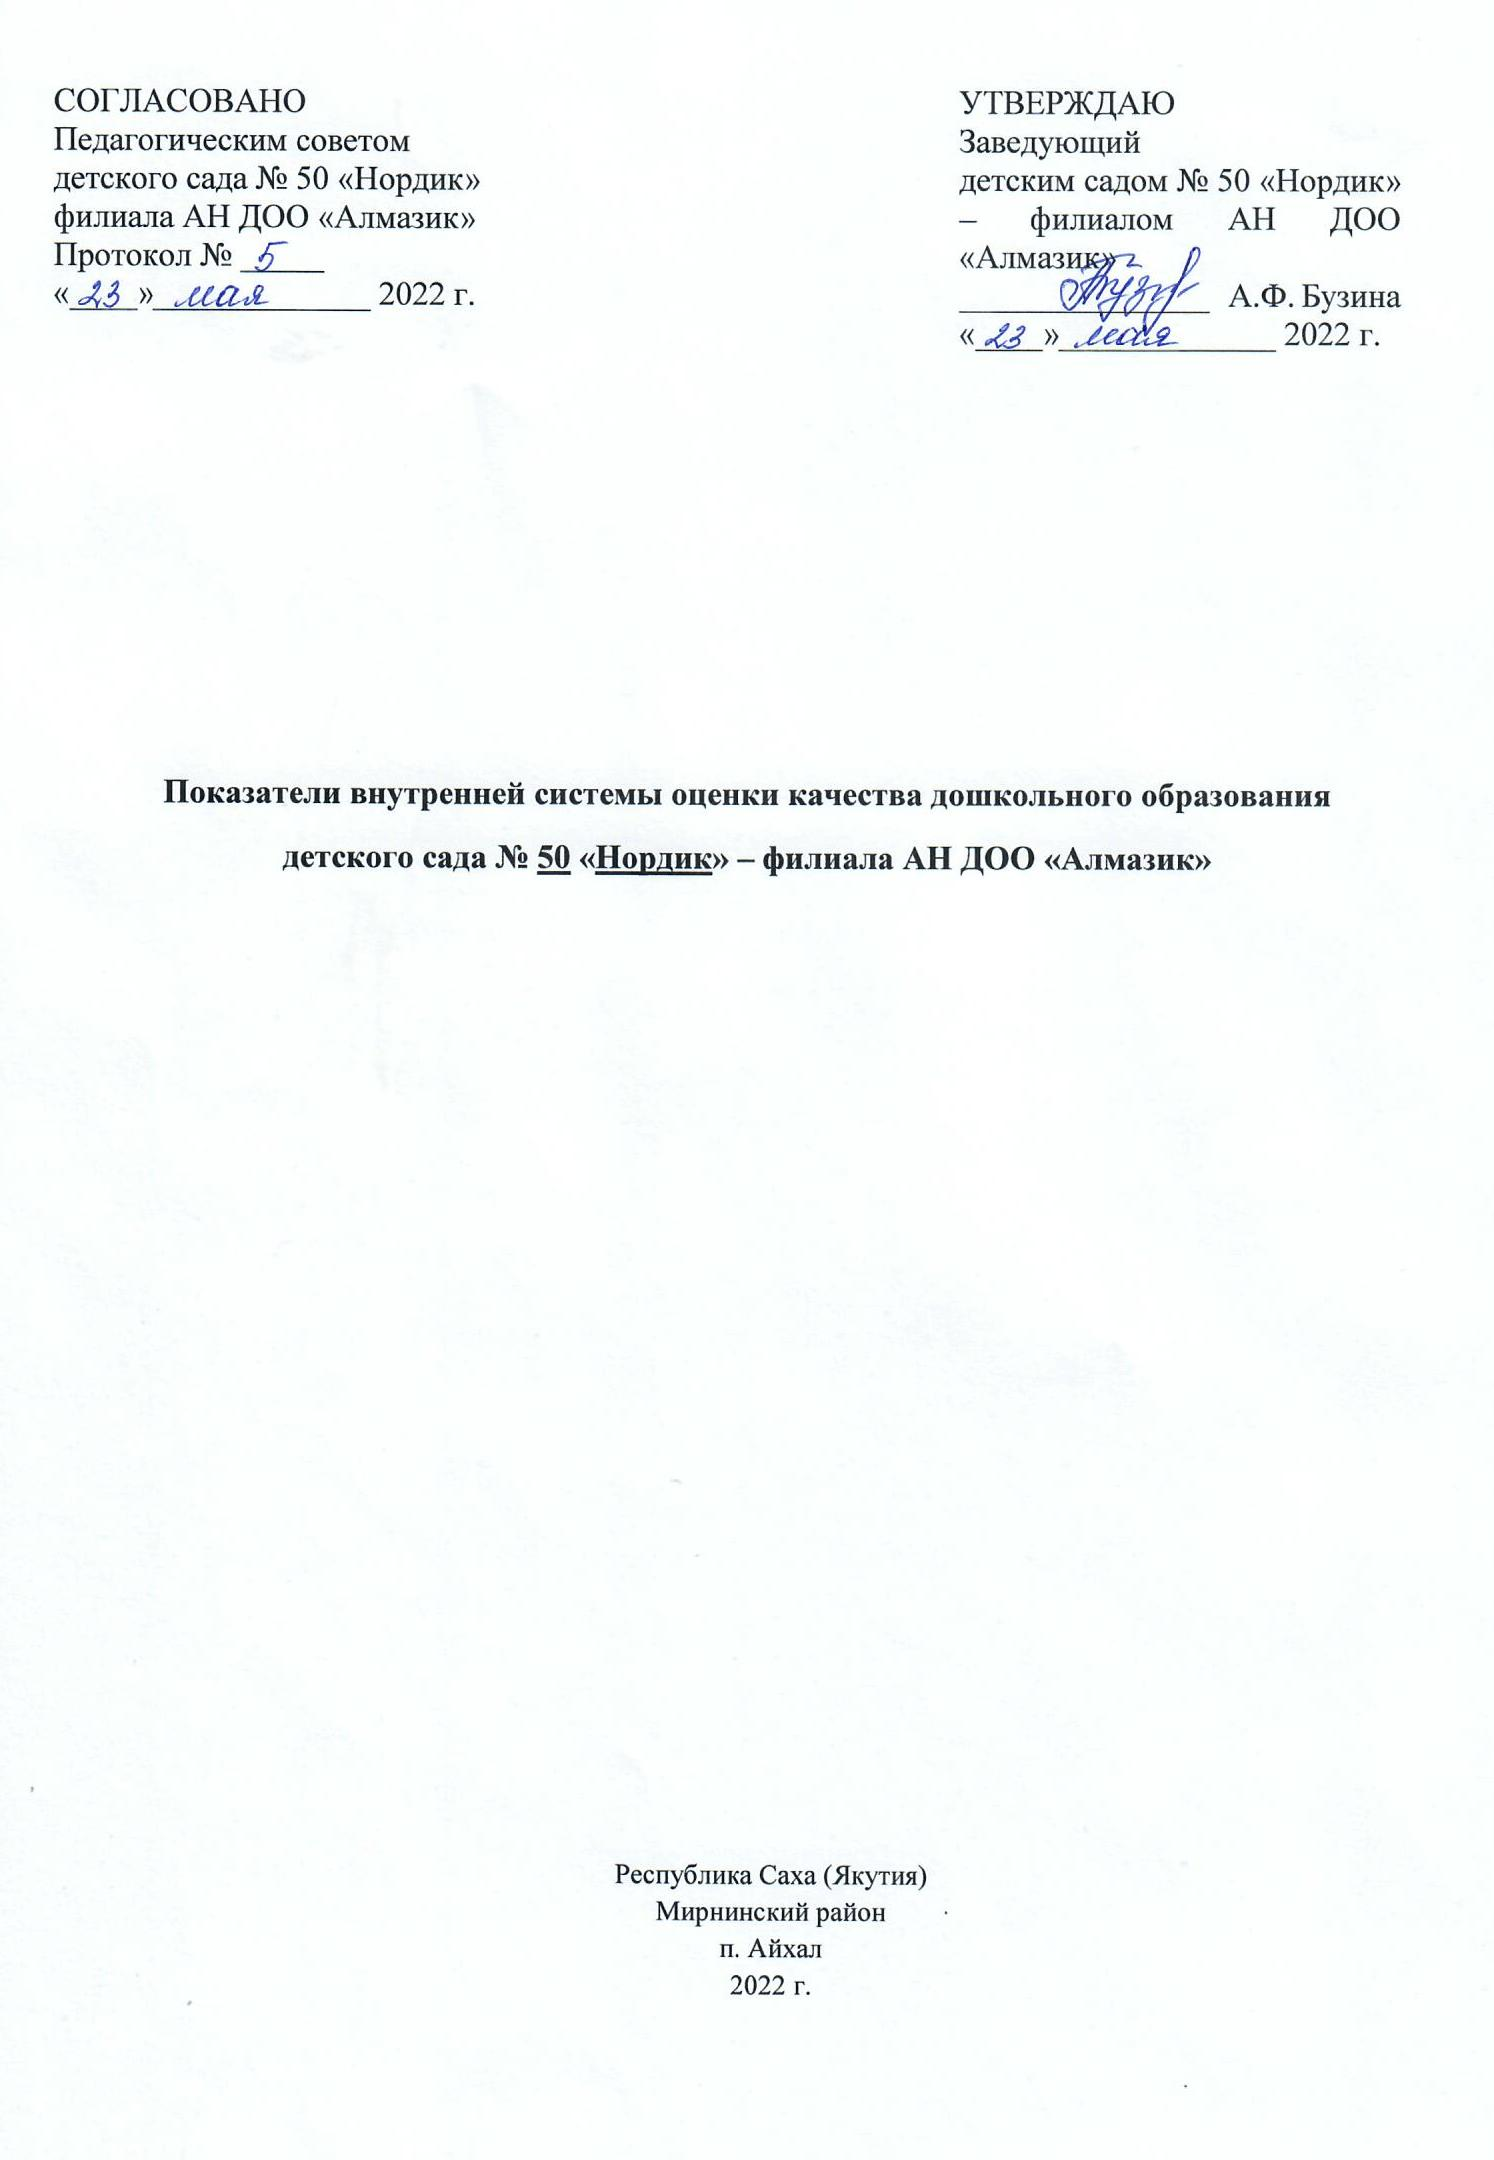 СОГЛАСОВАНО
Педагогическим советом
детского сада № 50 «Нордик»
филиала АН ДОО «Алмазик»
Протокол № 5
«23» мая 2022 г.
УТВЕРЖДАЮ
Заведующий
детским садом № 50 «Нордик»
– филиалом АН ДОО
«Алмазик»
А.Ф. Бузина
«23» мая 2022 г.
Показатели внутренней системы оценки качества дошкольного образования
детского сада № 50 «Нордик» – филиала АН ДОО «Алмазик»
Республика Саха (Якутия)
Мирнинский район
п. Айхал
2022 г.